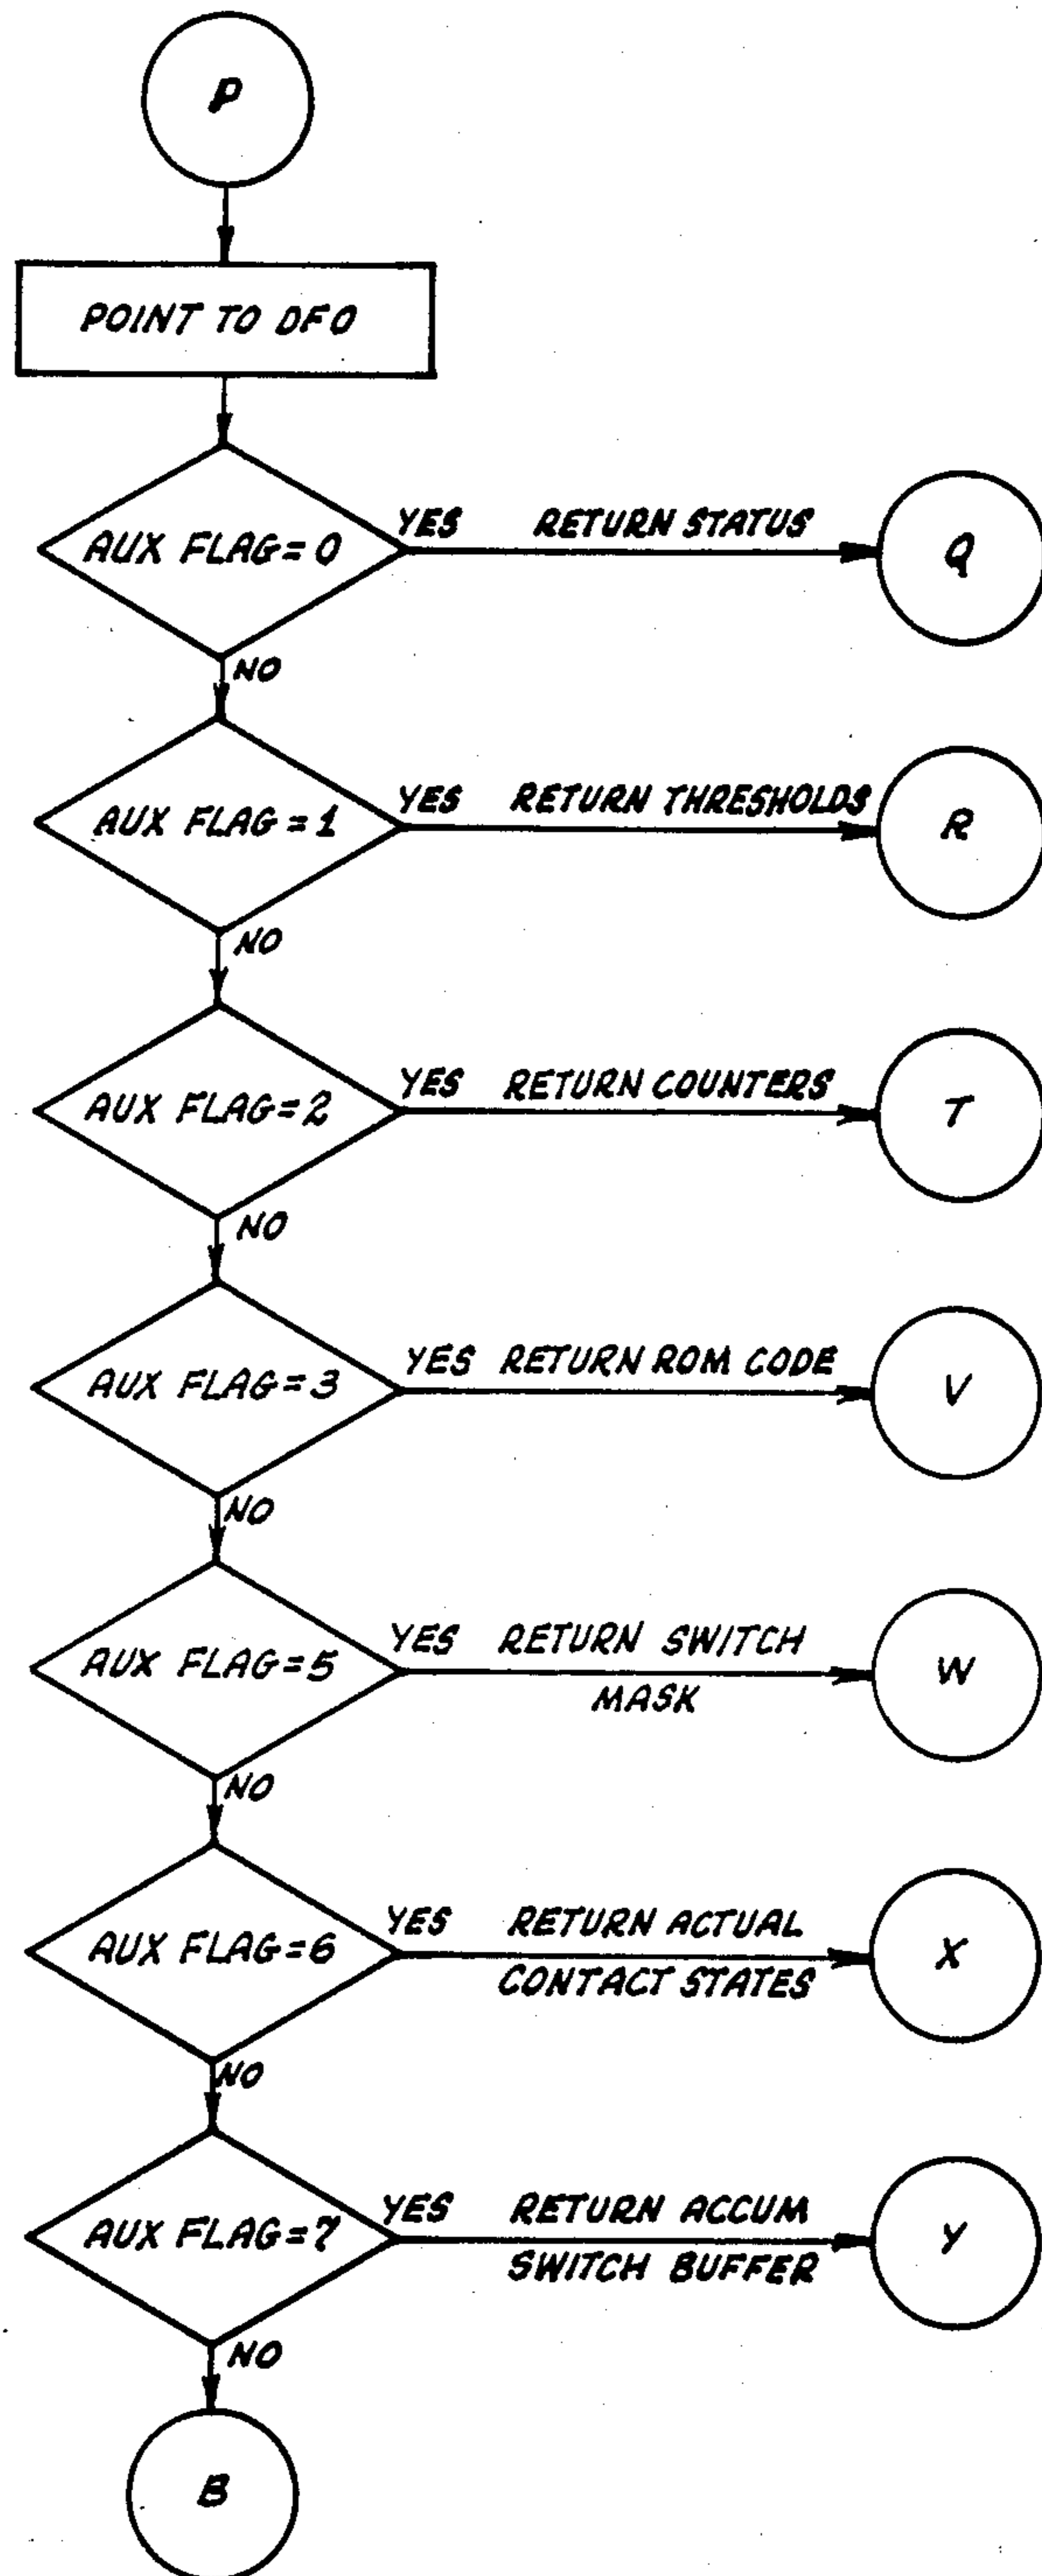 P
POINT TO DF0
AUX FLAG=0
YES RETURN STATUS
Q
NO
AUX FLAG=1
YES RETURN THRESHOLDS
R
NO
AUX FLAG=2
YES RETURN COUNTERS
T
NO
AUX FLAG=3
YES RETURN ROM CODE
V
NO
AUX FLAG=5
YES RETURN SWITCH
MASK
W
NO
AUX FLAG=6
YES RETURN ACTUAL
CONTACT STATES
X
NO
AUX FLAG=7
YES RETURN ACCUM
SWITCH BUFFER
Y
NO
B